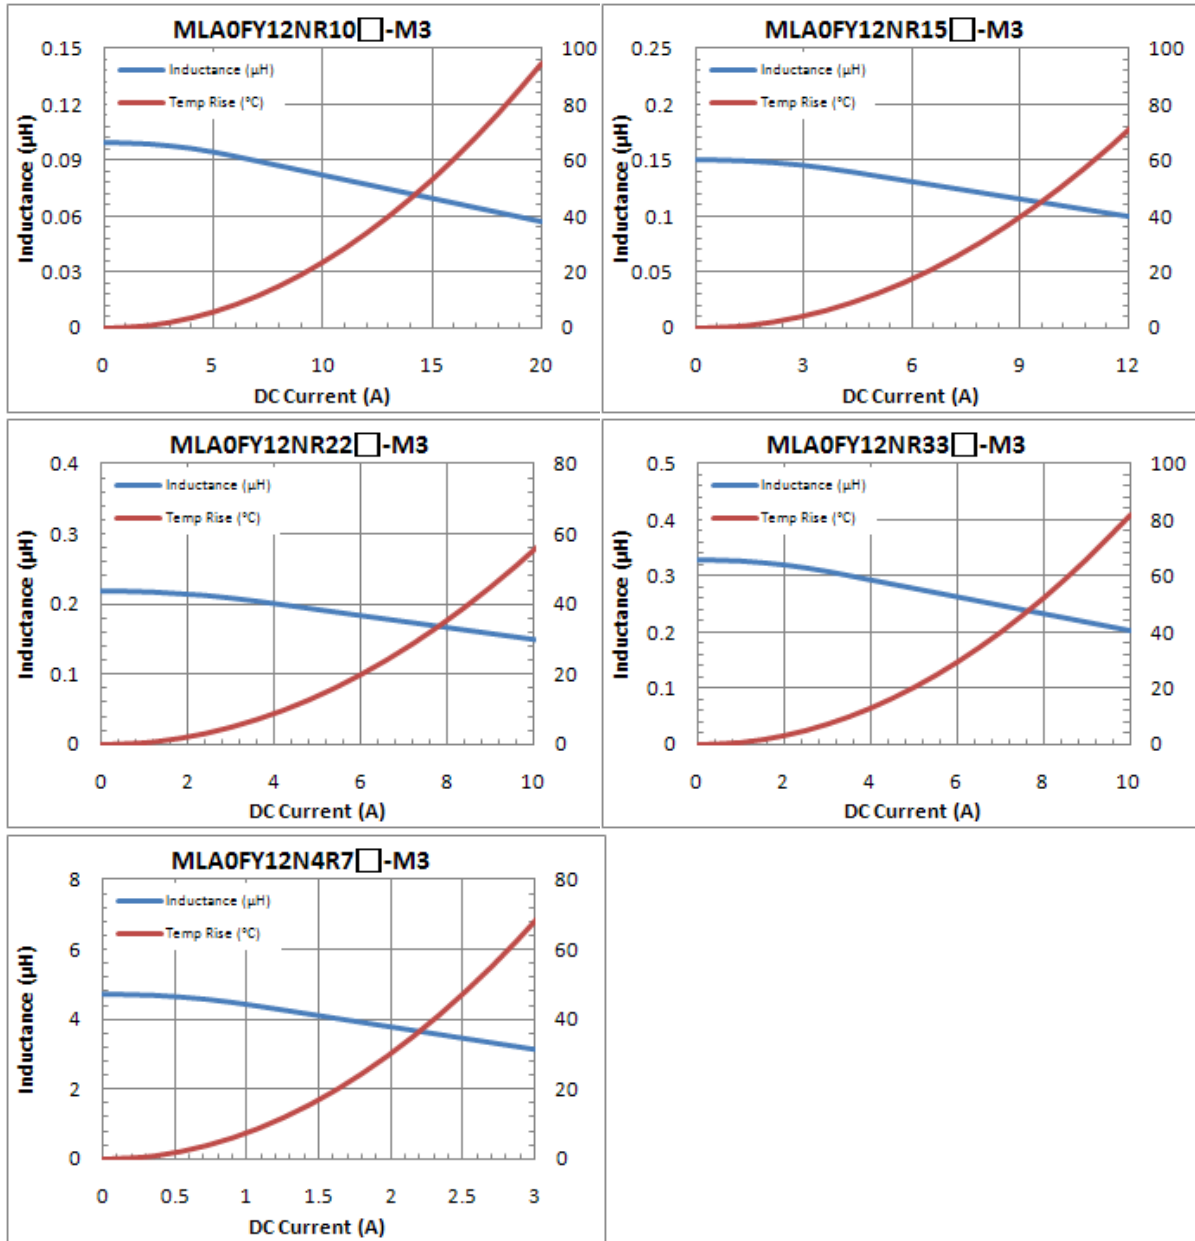 MLA0FY12NR10□-M3
Inductance (µH)
Temp Rise (°C)
0.15
0.12
0.09
0.06
0.03
0
100
80
60
40
20
0
Inductance (µH)
0 5 10 15 20
DC Current (A)
MLA0FY12NR15□-M3
Inductance (µH)
Temp Rise (°C)
0.25
0.2
0.15
0.1
0.05
0
100
80
60
40
20
0
Inductance (µH)
0 3 6 9 12
DC Current (A)
MLA0FY12NR22□-M3
Inductance (µH)
Temp Rise (°C)
0.4
0.3
0.2
0.1
0
80
60
40
20
0
Inductance (µH)
0 2 4 6 8 10
DC Current (A)
MLA0FY12NR33□-M3
Inductance (µH)
Temp Rise (°C)
0.5
0.4
0.3
0.2
0.1
0
100
80
60
40
20
0
Inductance (µH)
0 2 4 6 8 10
DC Current (A)
MLA0FY12N4R7□-M3
Inductance (µH)
Temp Rise (°C)
8
6
4
2
0
80
60
40
20
0
Inductance (µH)
0 0.5 1 1.5 2 2.5 3
DC Current (A)